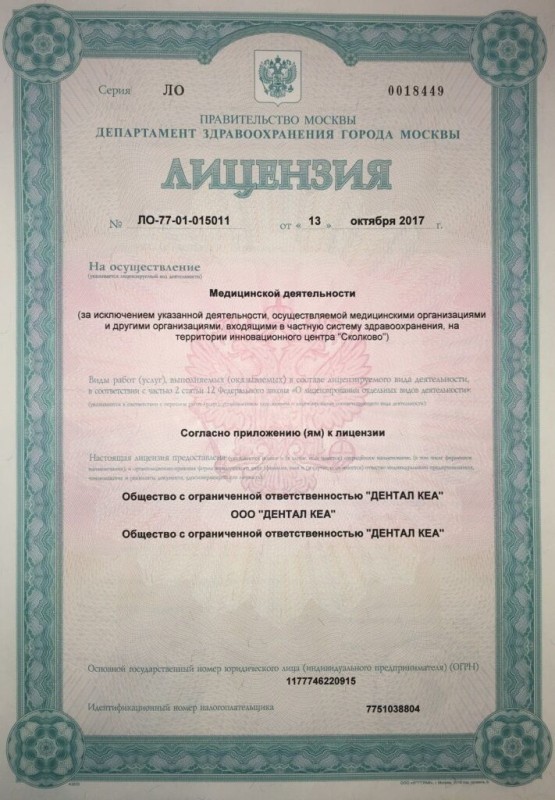 Серия ЛО 0018449
ПРАВИТЕЛЬСТВО МОСКВЫ
ДЕПАРТАМЕНТ ЗДРАВООХРАНЕНИЯ ГОРОДА МОСКВЫ
ЛИЦЕНЗИЯ
№ ЛО-77-01-015011 от « 13 » октября 2017 г.
На осуществление
(указывается лицензируемый вид деятельности)
Медицинской деятельности
(за исключением указанной деятельности, осуществляемой медицинскими организациями
и другими организациями, входящими в частную систему здравоохранения, на
территории инновационного центра "Сколково")
Виды работ (услуг), выполняемых (оказываемых) в составе лицензируемого вида деятельности,
в соответствии с частью 2 статьи 12 Федерального закона «О лицензировании отдельных видов деятельности»:
Согласно приложению (ям) к лицензии
Настоящая лицензия предоставлена
Общество с ограниченной ответственностью "ДЕНТАЛ КЕА"
ООО "ДЕНТАЛ КЕА"
Общество с ограниченной ответственностью "ДЕНТАЛ КЕА"
Основной государственный номер юридического лица (индивидуального предпринимателя) (ОГРН)
1177746220915
Идентификационный номер налогоплательщика 7751038804